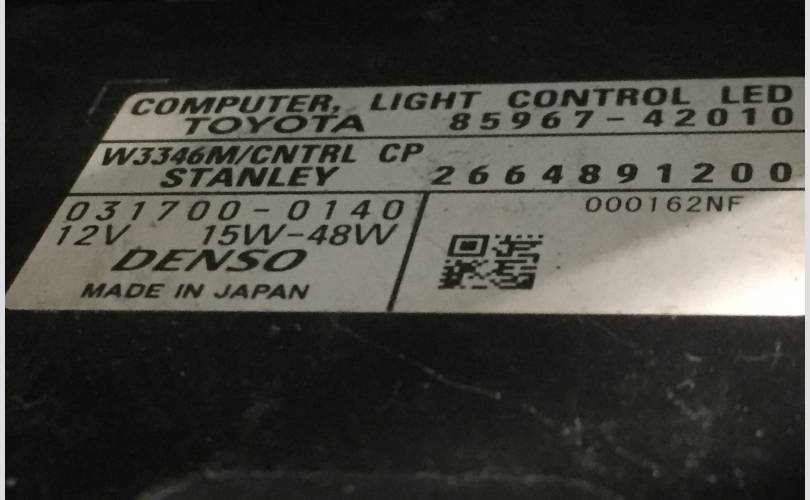 COMPUTER, LIGHT CONTROL LED
TOYOTA 85967-42010
W3346M/CNTRL CP
STANLEY 2664891200
031700-0140
12V 15W-48W
DENSO
MADE IN JAPAN
000162NF